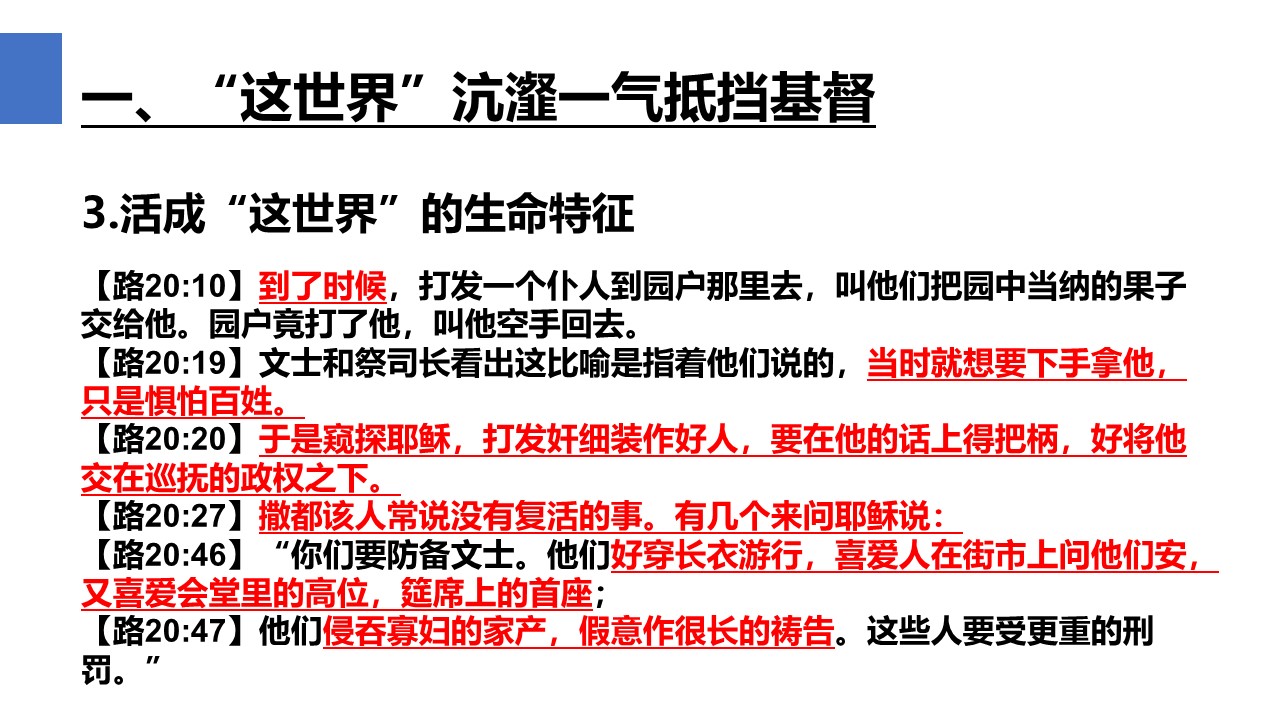 一、“这世界”沆瀣一气抵挡基督
3.活成“这世界”的生命特征
【路20:10】到了时候，打发一个仆人到园户那里去，叫他们把园中当纳的果子
交给他。园户竟打了他，叫他空手回去。
【路20:19】文士和祭司长看出这比喻是指着他们说的，当时就想要下手拿他，
只是惧怕百姓。
【路20:20】于是窥探耶稣，打发奸细装作好人，要在他的话上得把柄，好将他
交在巡抚的政权之下。
【路20:27】撒都该人常说没有复活的事。有几个来问耶稣说：
【路20:46】“你们要防备文士。他们好穿长衣游行，喜爱人在街市上问他们安，
又喜爱会堂里的高位，筵席上的首座；
【路20:47】他们侵吞寡妇的家产，假意作很长的祷告。这些人要受更重的刑
罚。”